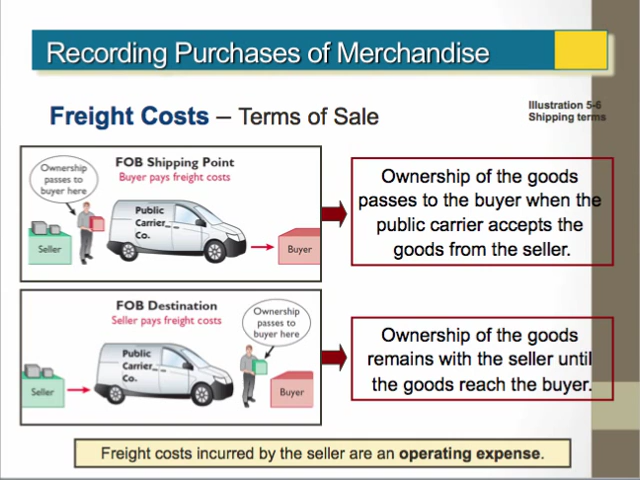 Recording Purchases of Merchandise
Freight Costs – Terms of Sale
Illustration 5-6
Shipping terms
FOB Shipping Point
Buyer pays freight costs
Ownership
passes to
buyer here
Public
Carrier
Co.
Seller
Buyer
Ownership of the goods
passes to the buyer when the
public carrier accepts the
goods from the seller.
FOB Destination
Seller pays freight costs
Ownership
passes to
buyer here
Public
Carrier
Co.
Seller
Buyer
Ownership of the goods
remains with the seller until
the goods reach the buyer.
Freight costs incurred by the seller are an operating expense.